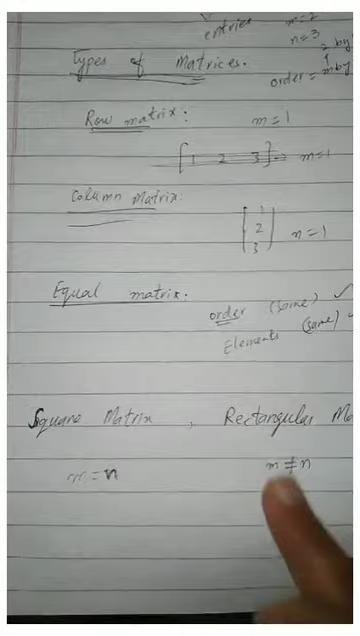 entries m=2
n=3
Types of Matrices.
order = m by
Row matrix: m=1
[1 2 3] → m=1
Column Matrix:
[1
2
3] n=1
Equal matrix:
order (same) ✓
Elements (same) ✓
Square Matrix , Rectangular Ma
m=n m≠n